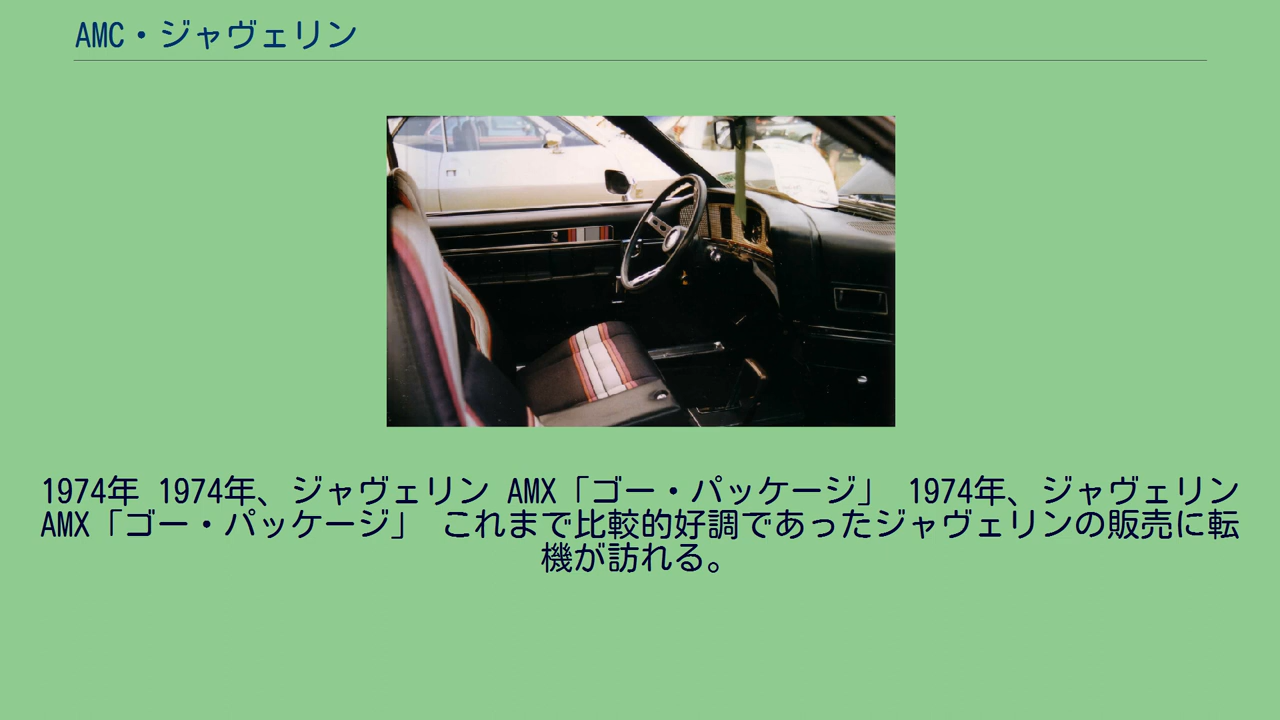 AMC・ジャヴェリン
1974年 1974年、ジャヴェリン AMX「ゴー・パッケージ」 1974年、ジャヴェリン
AMX「ゴー・パッケージ」 これまで比較的好調であったジャヴェリンの販売に転
機が訪れる。